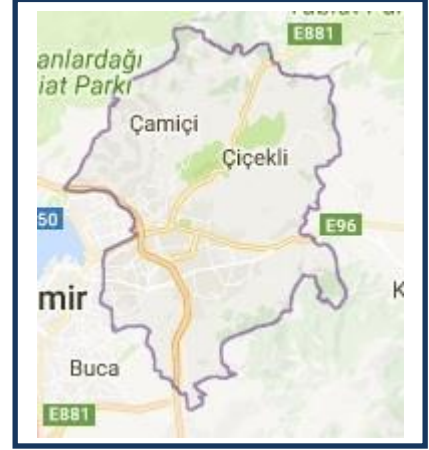 E881
anlardağı
iat Parkı
Çamiçi
Çiçekli
50
E96
mir
K
Buca
E881